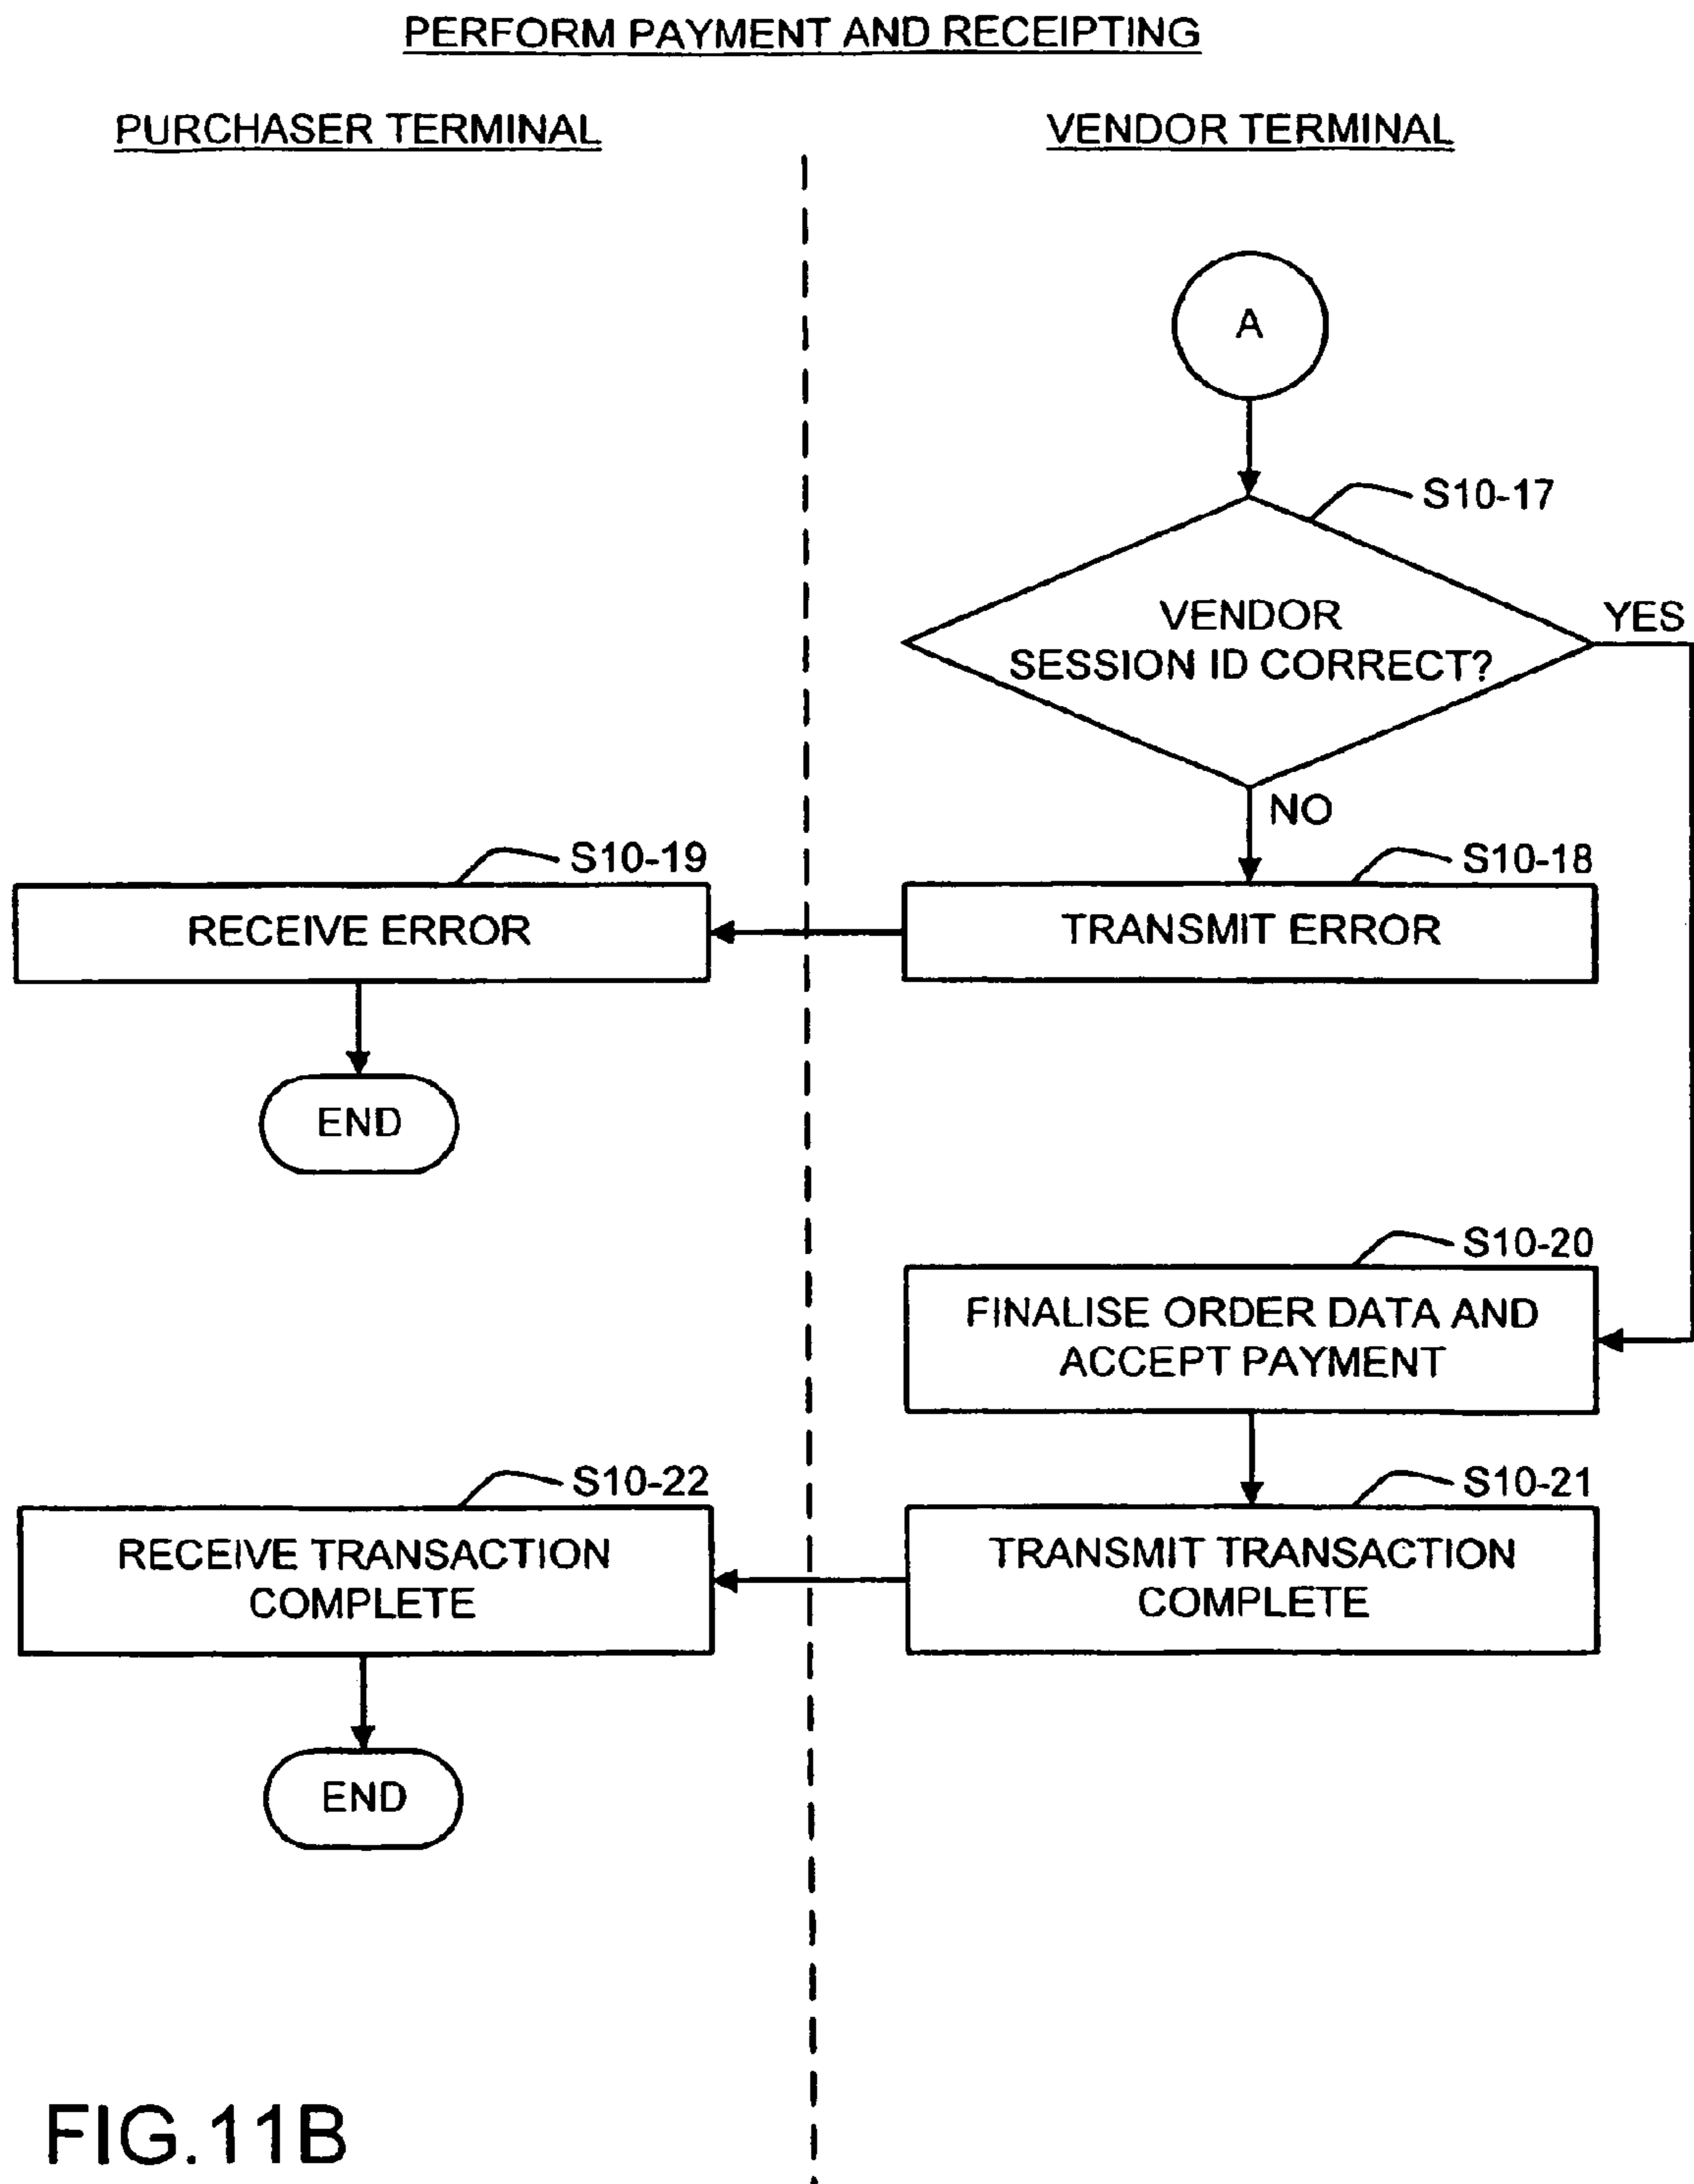 PERFORM PAYMENT AND RECEIPTING
PURCHASER TERMINAL
VENDOR TERMINAL
A
S10-17
VENDOR
SESSION ID CORRECT?
YES
NO
S10-19
S10-18
RECEIVE ERROR
TRANSMIT ERROR
END
S10-20
FINALISE ORDER DATA AND
ACCEPT PAYMENT
S10-22
S10-21
RECEIVE TRANSACTION
COMPLETE
TRANSMIT TRANSACTION
COMPLETE
END
FIG.11B